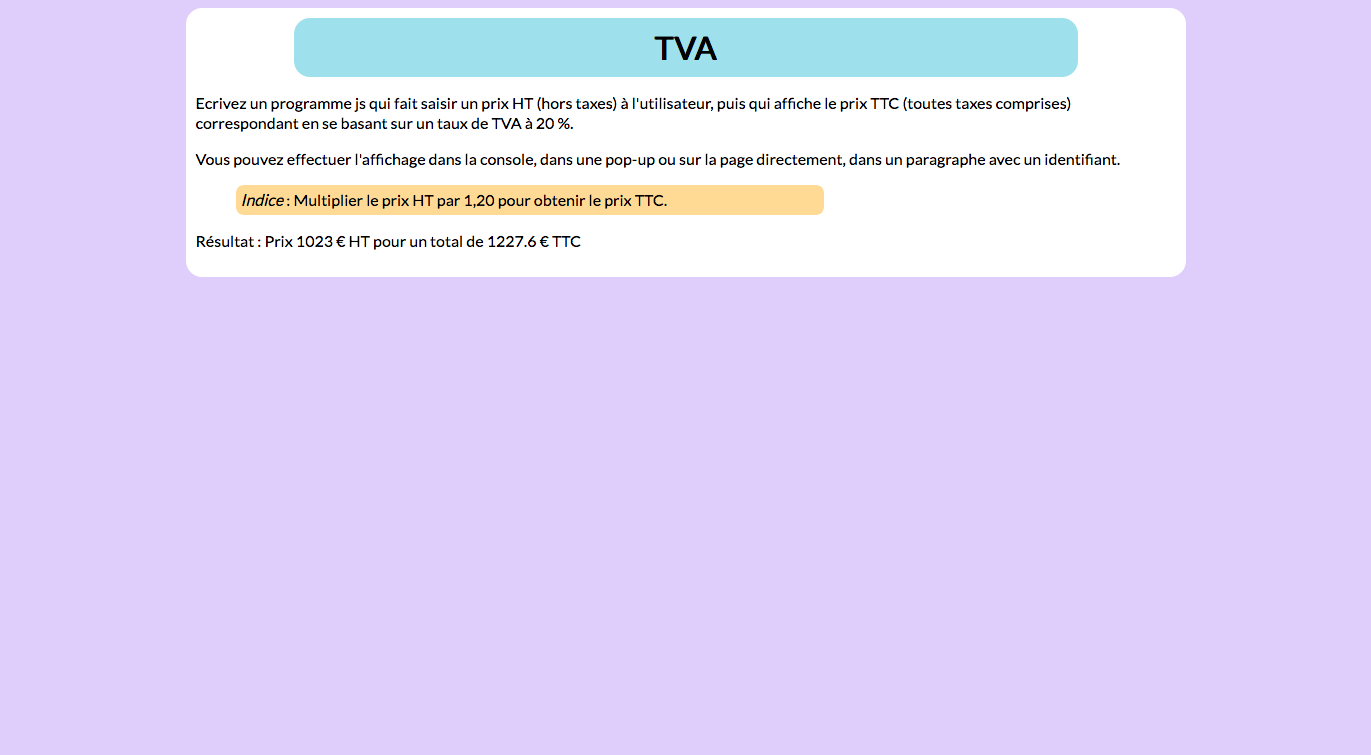 TVA
Ecrivez un programme js qui fait saisir un prix HT (hors taxes) à l'utilisateur, puis qui affiche le prix TTC (toutes taxes comprises)
correspondant en se basant sur un taux de TVA à 20 %.
Vous pouvez effectuer l'affichage dans la console, dans une pop-up ou sur la page directement, dans un paragraphe avec un identifiant.
Indice : Multiplier le prix HT par 1,20 pour obtenir le prix TTC.
Résultat : Prix 1023 € HT pour un total de 1227.6 € TTC